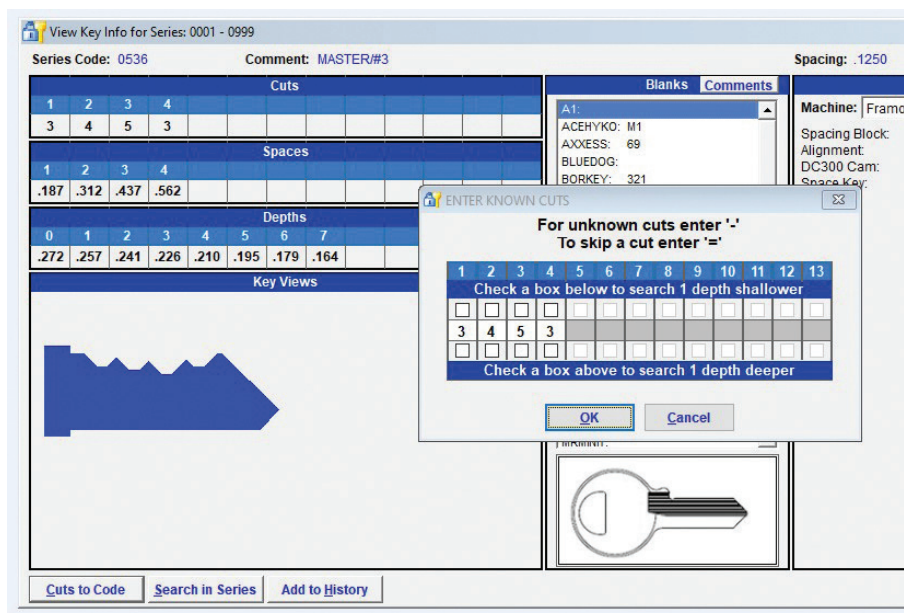 View Key Info for Series: 0001 - 0999
Series Code: 0536 Comment: MASTER/#3 Spacing: .1250
Cuts
1 2 3 4
3 4 5 3
Spaces
1 2 3 4
.187 .312 .437 .562
Depths
0 1 2 3 4 5 6 7
.272 .257 .241 .226 .210 .195 .179 .164
Key Views
Blanks Comments
A1:
ACEHYKO: M1
AXXESS: 69
BLUEDOG:
BORKEY: 321
Machine: Framo
Spacing Block:
Alignment:
DC300 Cam:
Space Key:
ENTER KNOWN CUTS
For unknown cuts enter '-'
To skip a cut enter '='
1 2 3 4 5 6 7 8 9 10 11 12 13
Check a box below to search 1 depth shallower
3 4 5 3
Check a box above to search 1 depth deeper
OK Cancel
Cuts to Code Search in Series Add to History